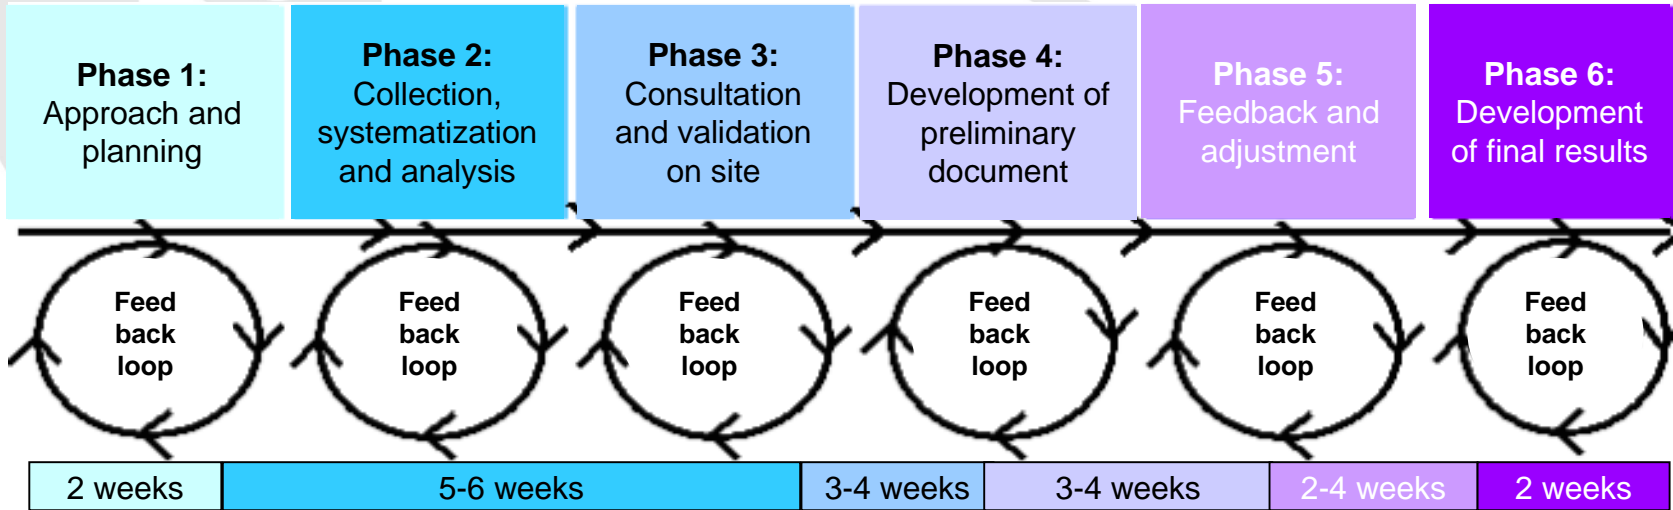 Phase 1:
Approach and
planning
Phase 2:
Collection,
systematization
and analysis
Phase 3:
Consultation
and validation
on site
Phase 4:
Development of
preliminary
document
Phase 5:
Feedback and
adjustment
Phase 6:
Development
of final results
Feed
back
loop
Feed
back
loop
Feed
back
loop
Feed
back
loop
Feed
back
loop
Feed
back
loop
2 weeks
5-6 weeks
3-4 weeks
3-4 weeks
2-4 weeks
2 weeks